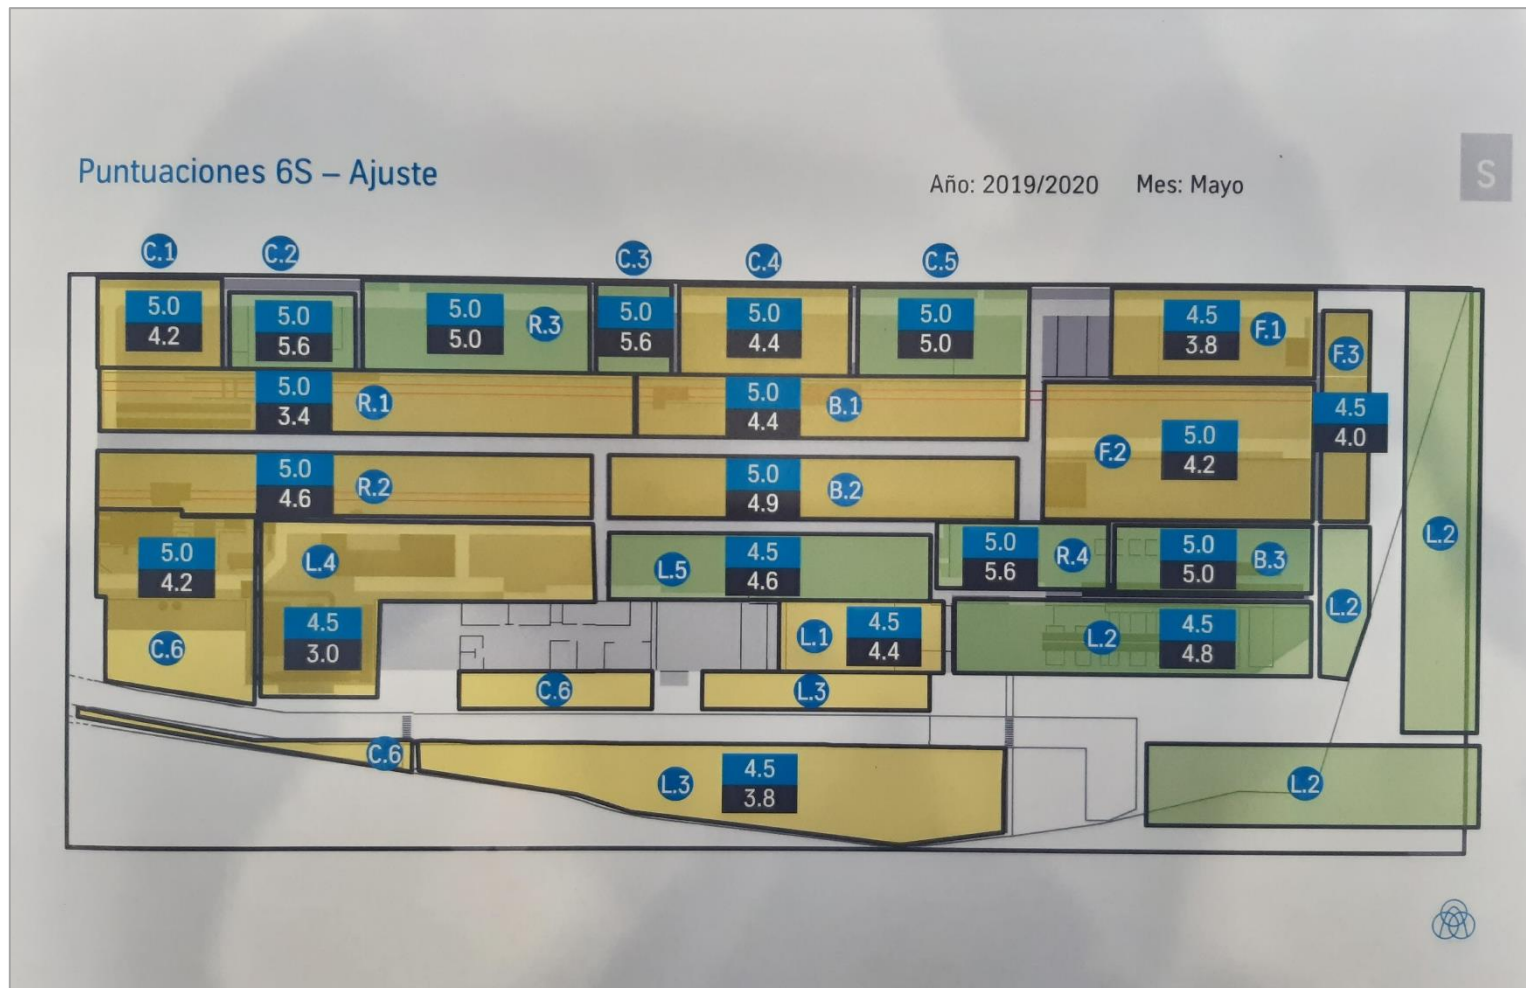 Puntuaciones 6S – Ajuste
Año: 2019/2020 Mes: Mayo
S
C.1
C.2
C.3
C.4
C.5
5.0
4.2
5.0
5.6
5.0
5.0
R.3
5.0
5.6
5.0
4.4
5.0
5.0
4.5
3.8
F.1
F.3
4.5
4.0
5.0
3.4
R.1
5.0
4.4
B.1
F.2
5.0
4.2
5.0
4.6
R.2
5.0
4.9
B.2
5.0
4.2
C.6
L.4
4.5
3.0
L.5
4.5
4.6
5.0
5.6
R.4
5.0
5.0
B.3
L.2
L.2
L.1
4.5
4.4
L.2
4.5
4.8
C.6
L.3
C.6
L.3
4.5
3.8
L.2